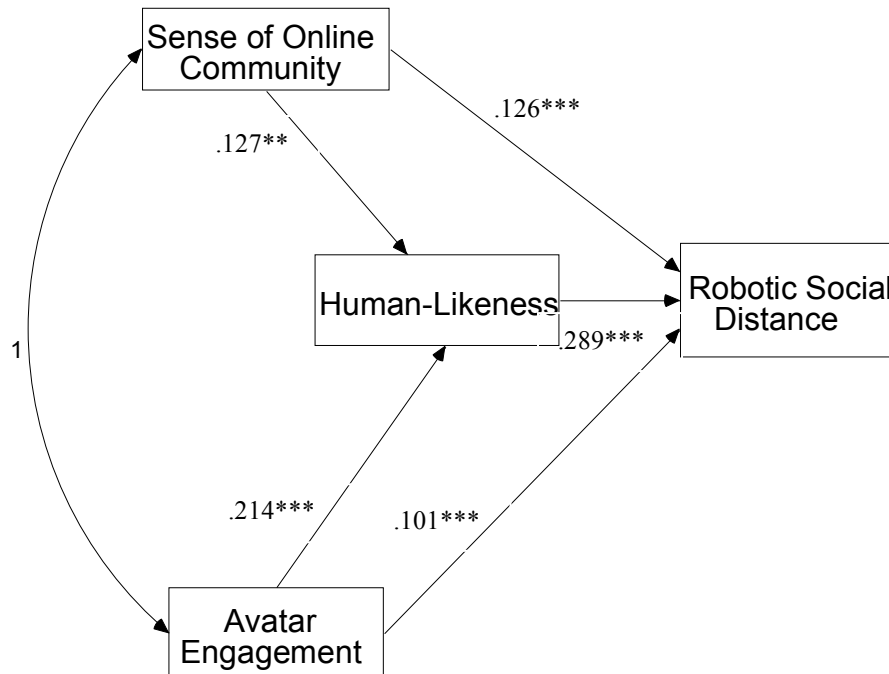 Sense of Online
Community
.126***
.127**
Human-Likeness
Robotic Social
Distance
.289***
1
.214***
.101***
Avatar
Engagement